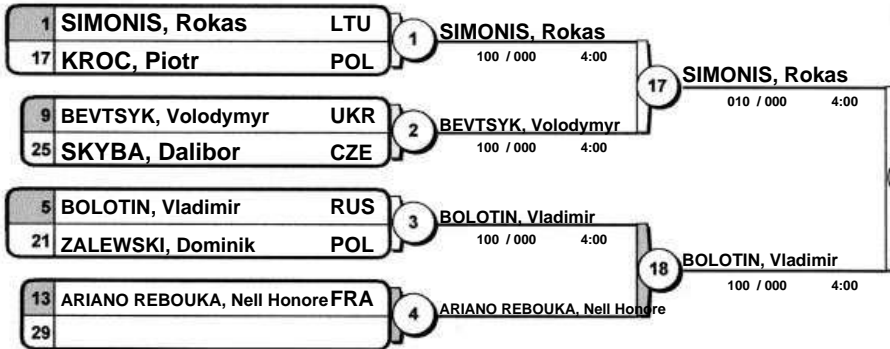 1 SIMONIS, Rokas LTU
17 KROC, Piotr POL
1
SIMONIS, Rokas
100 / 000 4:00
9 BEVTSYK, Volodymyr UKR
25 SKYBA, Dalibor CZE
2
BEVTSYK, Volodymyr
100 / 000 4:00
17
SIMONIS, Rokas
010 / 000 4:00
5 BOLOTIN, Vladimir RUS
21 ZALEWSKI, Dominik POL
3
BOLOTIN, Vladimir
100 / 000 4:00
13 ARIANO REBOUKA, Nell Honore FRA
29
4
ARIANO REBOUKA, Nell Honore
18
BOLOTIN, Vladimir
100 / 000 4:00